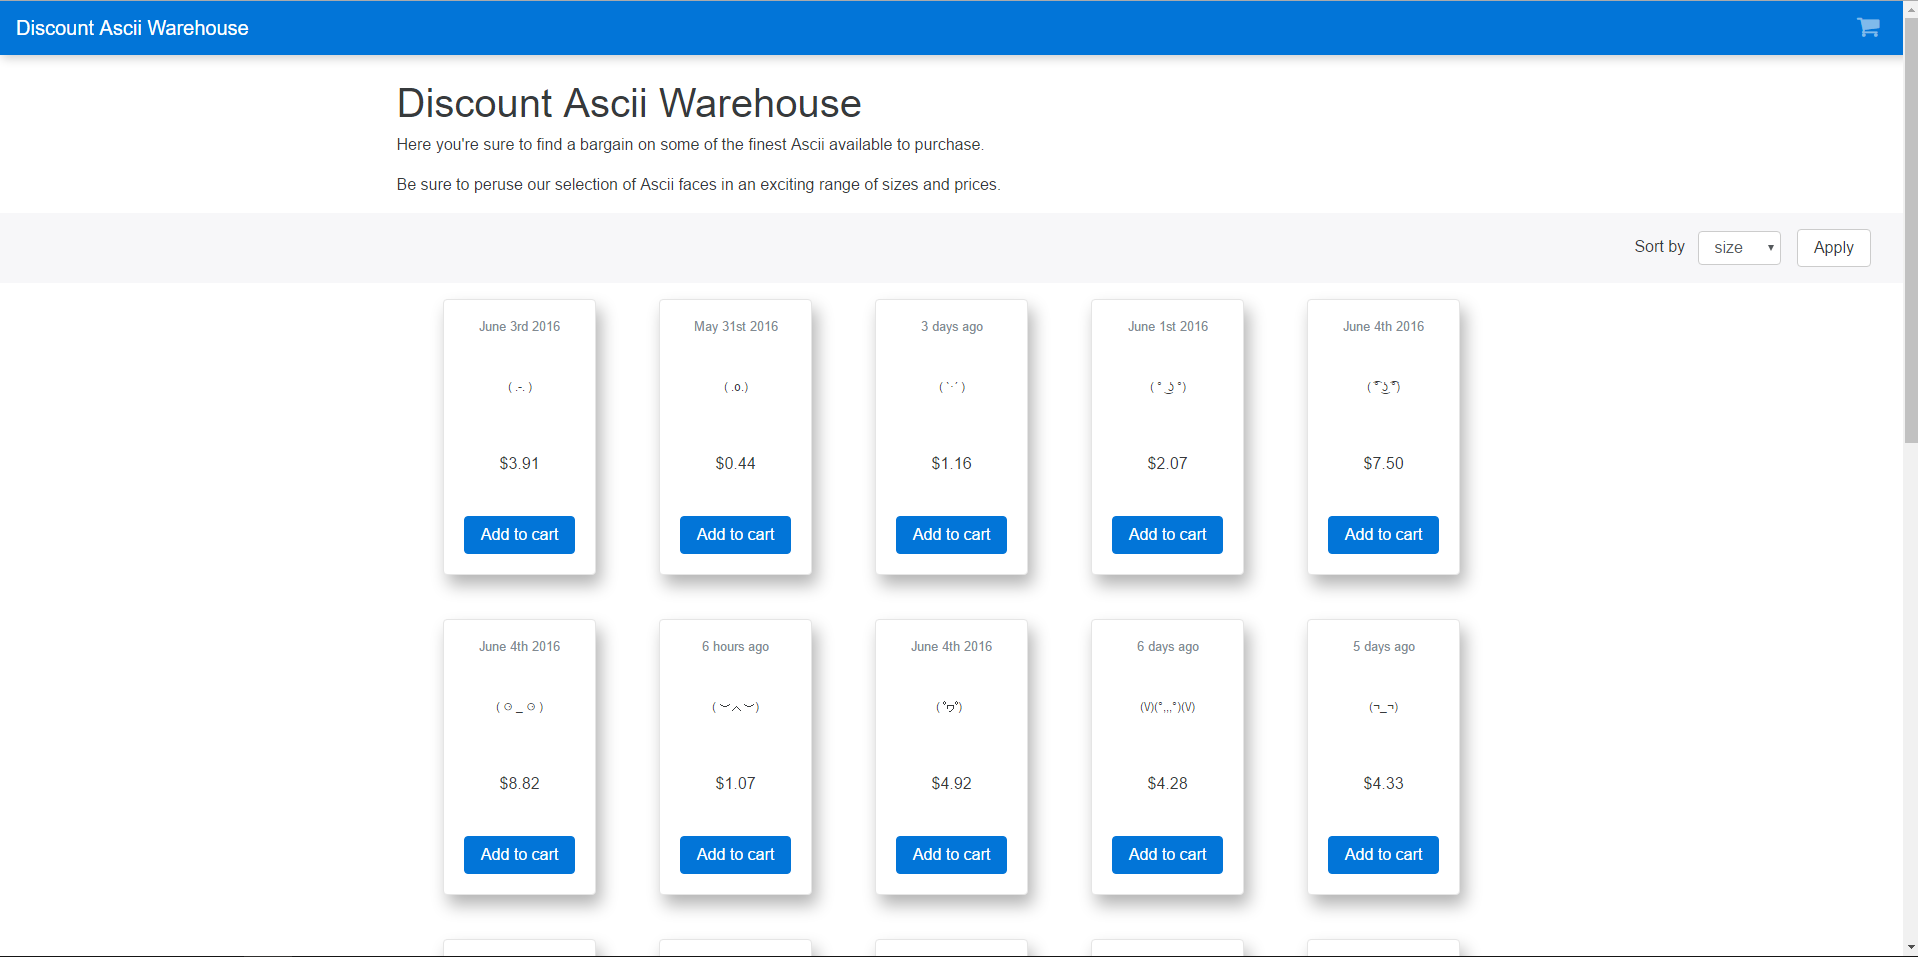 Discount Ascii Warehouse
Discount Ascii Warehouse
Here you're sure to find a bargain on some of the finest Ascii available to purchase.
Be sure to peruse our selection of Ascii faces in an exciting range of sizes and prices.
Sort by size Apply
June 3rd 2016 May 31st 2016 3 days ago June 1st 2016 June 4th 2016
( .-. ) ( .o.) ( `·´ ) ( ° ͜ ʖ °) ( ͡° ͜ʖ ͡°)
$3.91 $0.44 $1.16 $2.07 $7.50
Add to cart Add to cart Add to cart Add to cart Add to cart
June 4th 2016 6 hours ago June 4th 2016 6 days ago 5 days ago
( ⚆ _ ⚆ ) ( ︶︿︶) ( ﾟヮﾟ) (\/)(°,,,°)(\/) (¬_¬)
$8.82 $1.07 $4.92 $4.28 $4.33
Add to cart Add to cart Add to cart Add to cart Add to cart